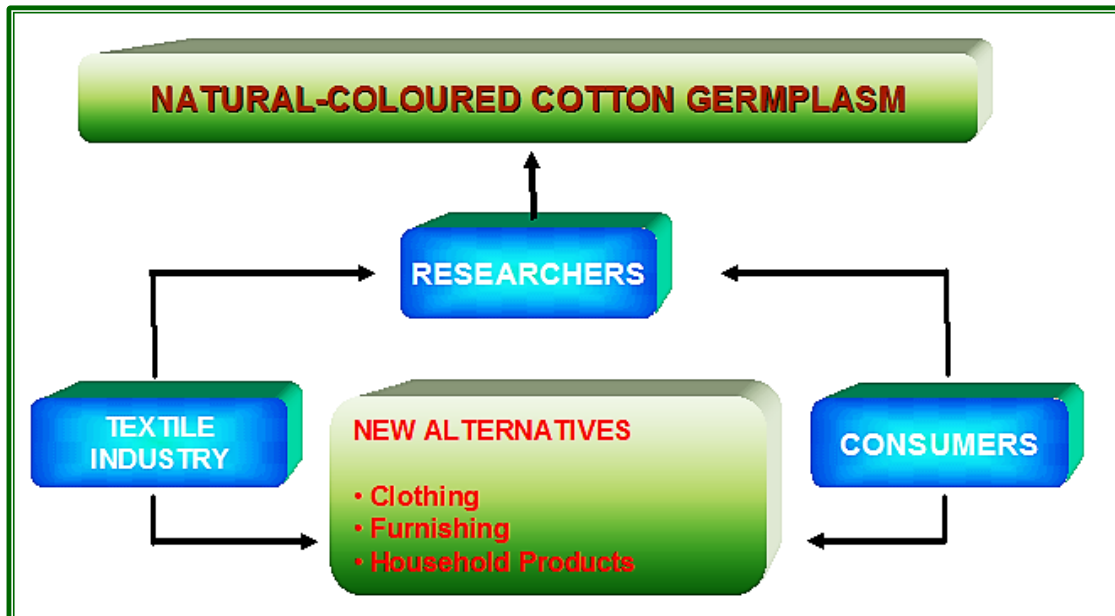 NATURAL-COLOURED COTTON GERMPLASM
RESEARCHERS
TEXTILE
INDUSTRY
NEW ALTERNATIVES
• Clothing
• Furnishing
• Household Products
CONSUMERS